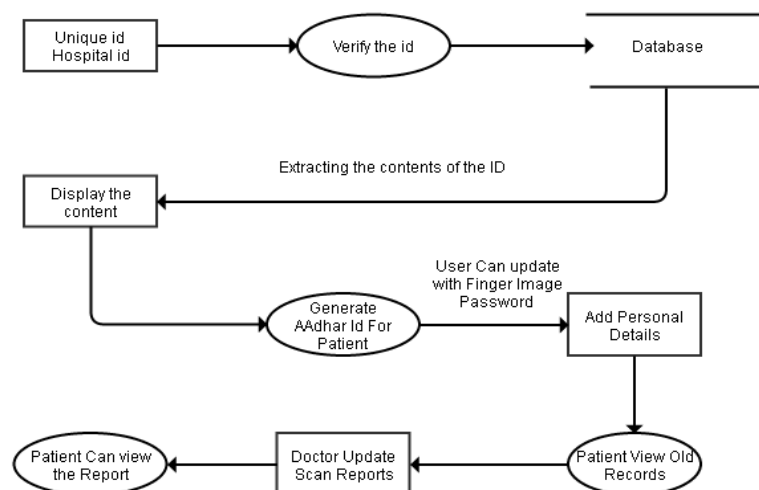 Unique id
Hospital id
Verify the id
Database
Extracting the contents of the ID
Display the
content
User Can update
with Finger Image
Password
Generate
AAdhar Id For
Patient
Add Personal
Details
Patient Can view
the Report
Doctor Update
Scan Reports
Patient View Old
Records